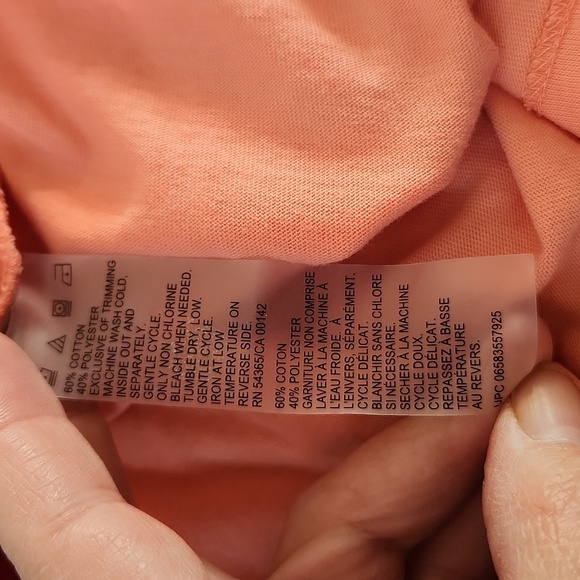 60% COTTON
40% POLYESTER
EXCLUSIVE OF TRIMMING
MACHINE WASH COLD,
INSIDE OUT AND
SEPARATELY.
GENTLE CYCLE.
ONLY NON CHLORINE
BLEACH WHEN NEEDED.
TUMBLE DRY, LOW.
GENTLE CYCLE.
IRON AT LOW
TEMPERATURE ON
REVERSE SIDE.
RN 54365/CA 00142
60% COTON
40% POLYESTER
GARNITURE NON COMPRISE
LAVER À LA MACHINE À
L'EAU FROIDE - À
L'ENVERS, SÉPARÉMENT.
CYCLE DÉLICAT.
BLANCHIR SANS CHLORE
SI NÉCESSAIRE.
SECHER À LA MACHINE
CYCLE DOUX.
CYCLE DÉLICAT.
REPASSEZ À BASSE
TEMPERATURE
AU REVERS.
UPC 06583557925